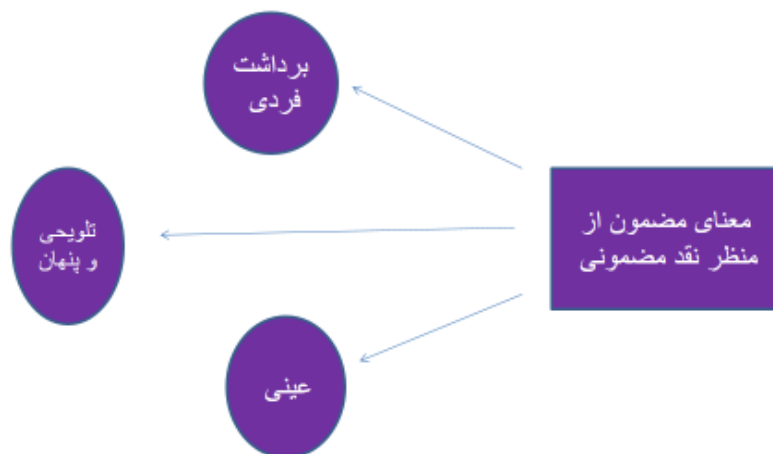 معنای مضمون از
منظر نقد مضمونی
برداشت
فردی
تلویحی
و پنهان
عینی